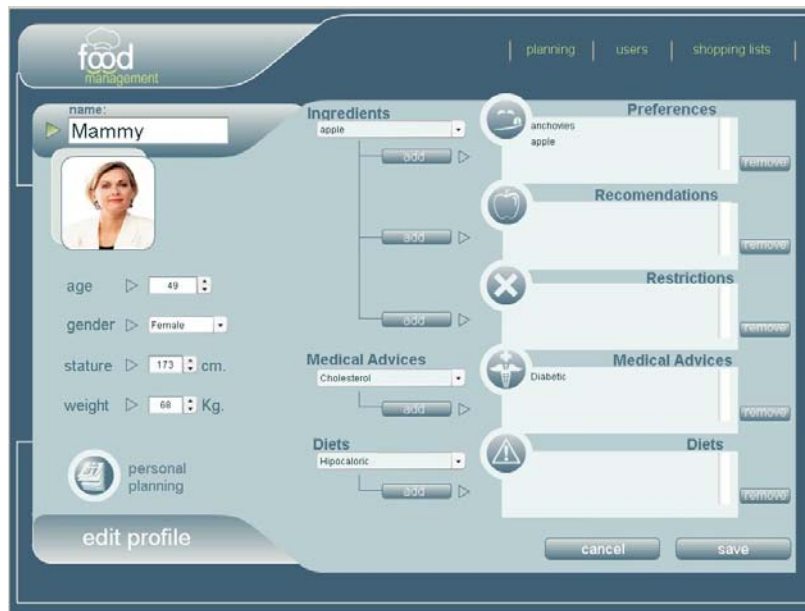 food
management
planning
users
shopping lists
name:
Mammy
age
49
gender
Female
stature
173
cm.
weight
68
Kg.
personal
planning
edit profile
Ingredients
apple
add
add
add
Medical Advices
Cholesterol
add
Diets
Hipocaloric
add
Preferences
anchovies
apple
remove
Recomendations
remove
Restrictions
remove
Medical Advices
Diabetic
remove
Diets
remove
cancel
save